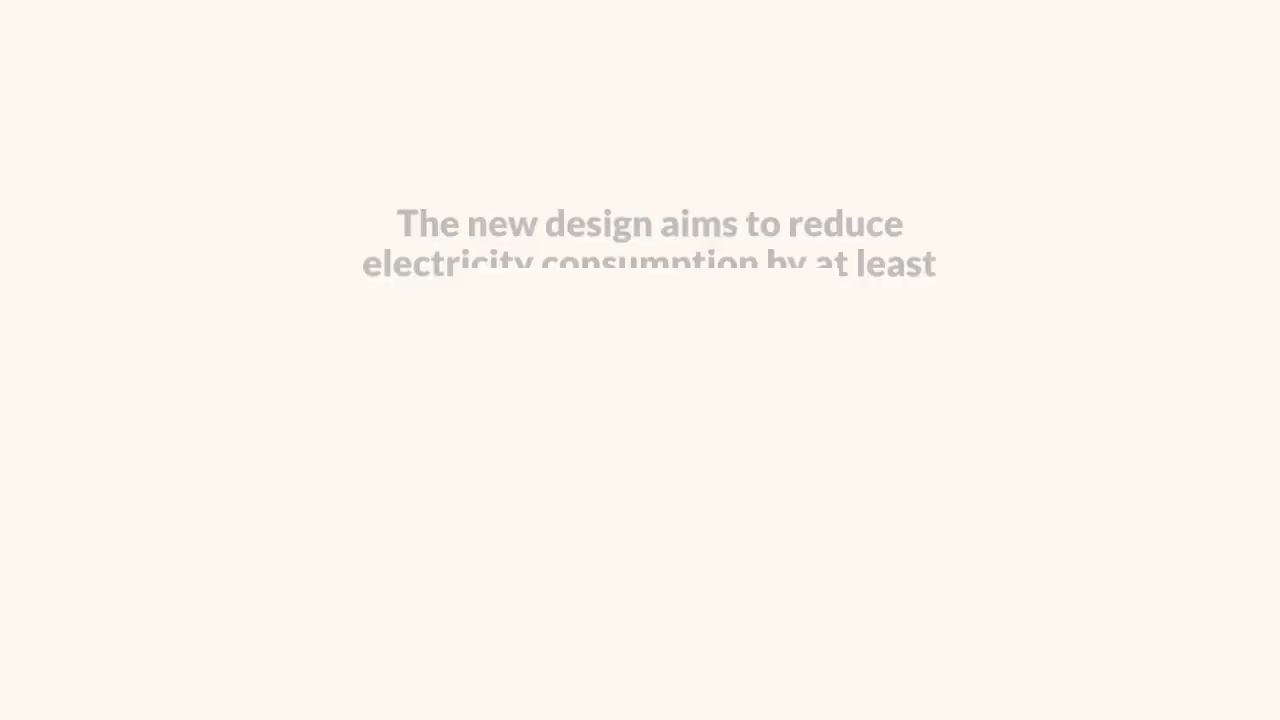 The new design aims to reduce
electricity consumption by at least